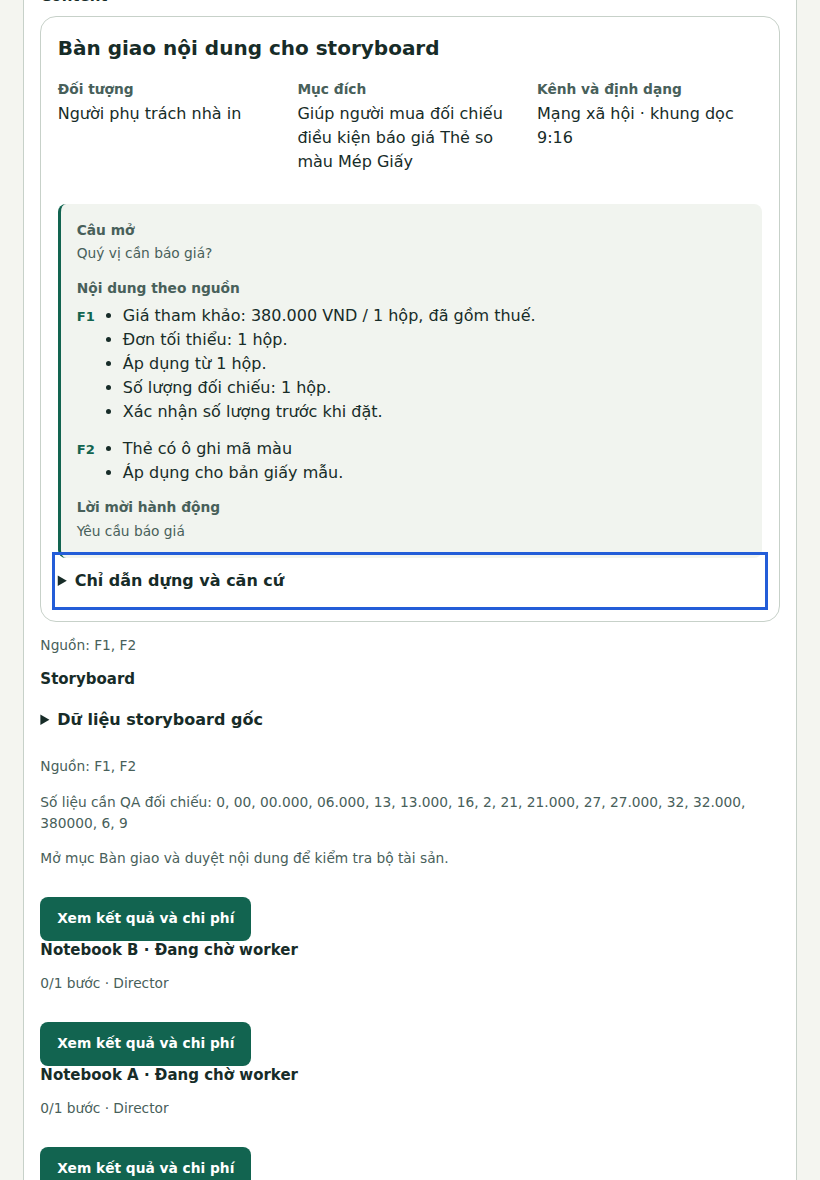 Bàn giao nội dung cho storyboard
Đối tượng
Người phụ trách nhà in
Mục đích
Giúp người mua đối chiếu
điều kiện báo giá Thẻ so
màu Mép Giấy
Kênh và định dạng
Mạng xã hội · khung dọc
9:16
Câu mở
Quý vị cần báo giá?
Nội dung theo nguồn
F1
• Giá tham khảo: 380.000 VND / 1 hộp, đã gồm thuế.
• Đơn tối thiểu: 1 hộp.
• Áp dụng từ 1 hộp.
• Số lượng đối chiếu: 1 hộp.
• Xác nhận số lượng trước khi đặt.
F2
• Thẻ có ô ghi mã màu
• Áp dụng cho bản giấy mẫu.
Lời mời hành động
Yêu cầu báo giá
▶ Chỉ dẫn dựng và căn cứ
Nguồn: F1, F2
Storyboard
▶ Dữ liệu storyboard gốc
Nguồn: F1, F2
Số liệu cần QA đối chiếu: 0, 00, 00.000, 06.000, 13, 13.000, 16, 2, 21, 21.000, 27, 27.000, 32, 32.000,
380000, 6, 9
Mở mục Bàn giao và duyệt nội dung để kiểm tra bộ tài sản.
Xem kết quả và chi phí
Notebook B · Đang chờ worker
0/1 bước · Director
Xem kết quả và chi phí
Notebook A · Đang chờ worker
0/1 bước · Director
Xem kết quả và chi phí